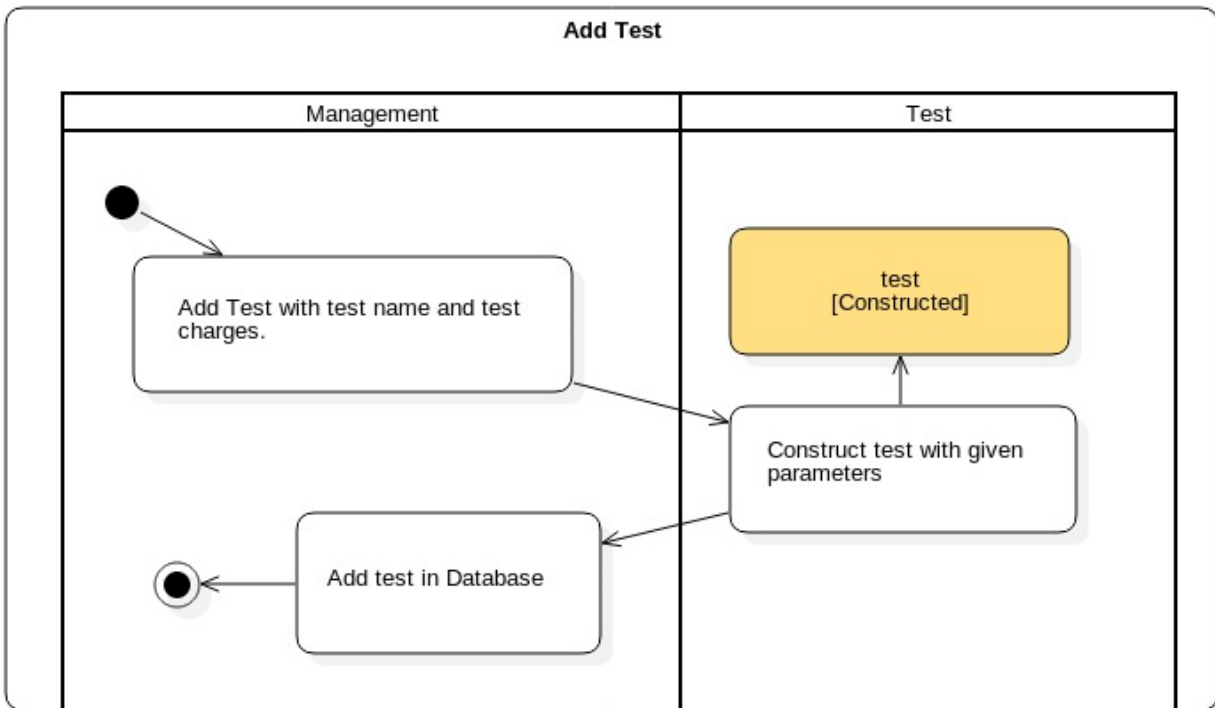 Add Test
Management
Test
Add Test with test name and test
charges.
test
[Constructed]
Construct test with given
parameters
Add test in Database